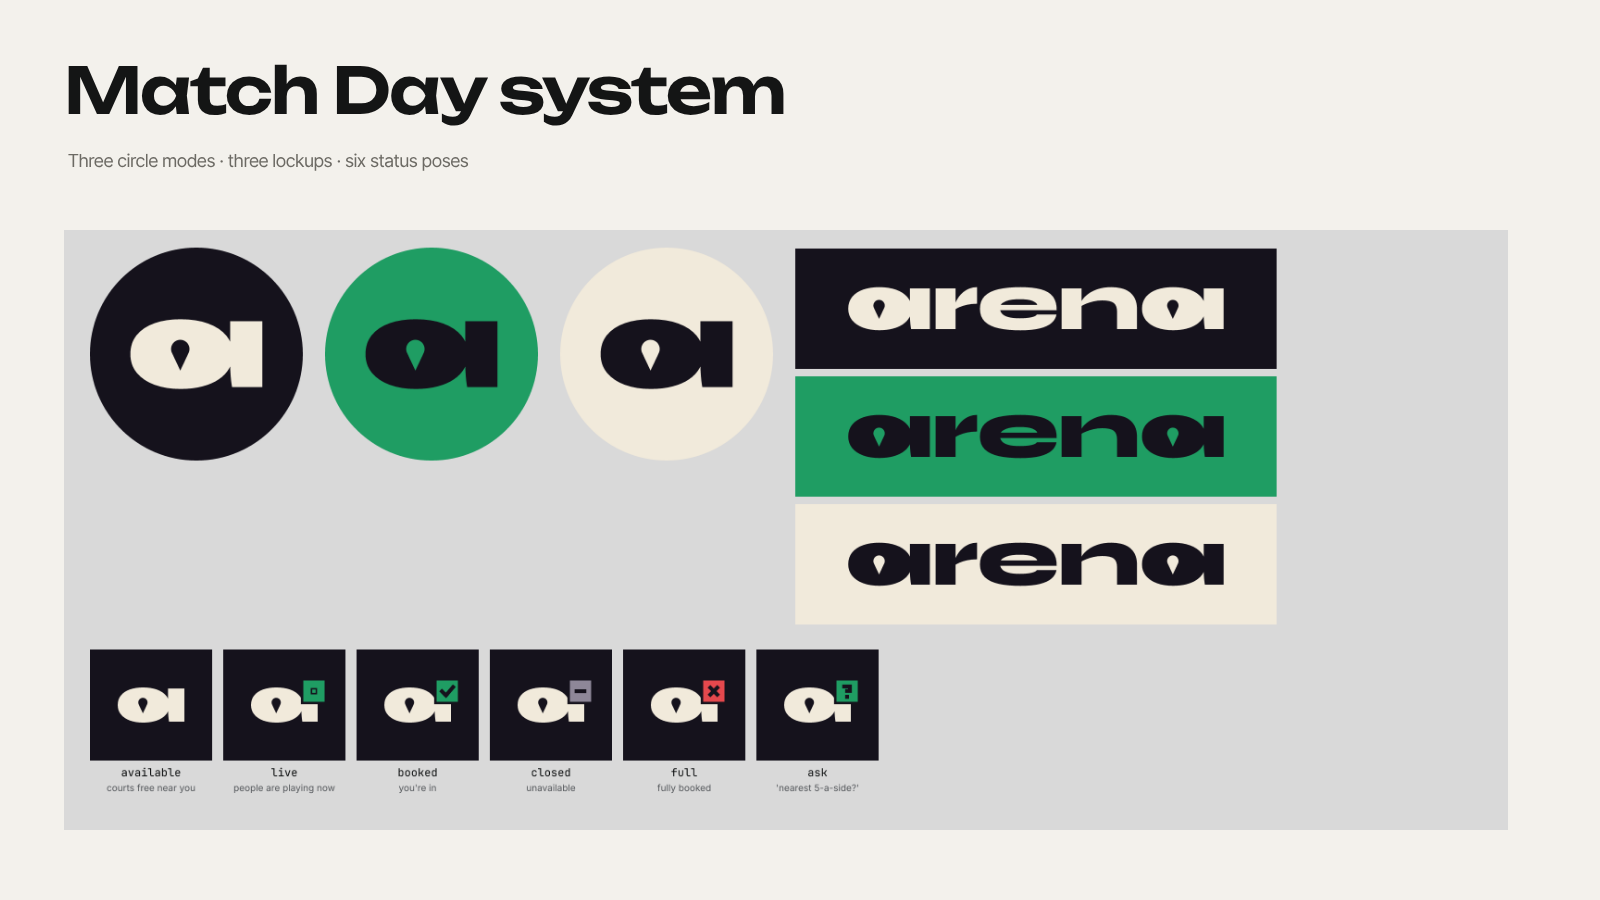 Match Day system
Three circle modes · three lockups · six status poses
a
a
a
arena
arena
arena
a
a
a
a
a
a
?
available
live
booked
closed
full
ask
courts free near you
people are playing now
you're in
unavailable
fully booked
'nearest 5-a-side?'